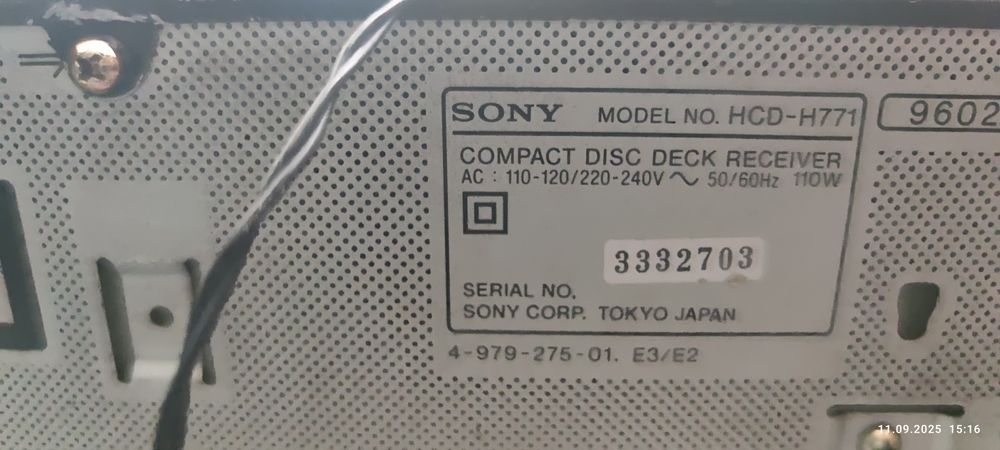 SONY MODEL NO. HCD-H771
9602
COMPACT DISC DECK RECEIVER
AC : 110-120/220-240V ~ 50/60Hz 110W
3332703
SERIAL NO.
SONY CORP. TOKYO JAPAN
4-979-275-01. E3/E2
11.09.2025 15:16